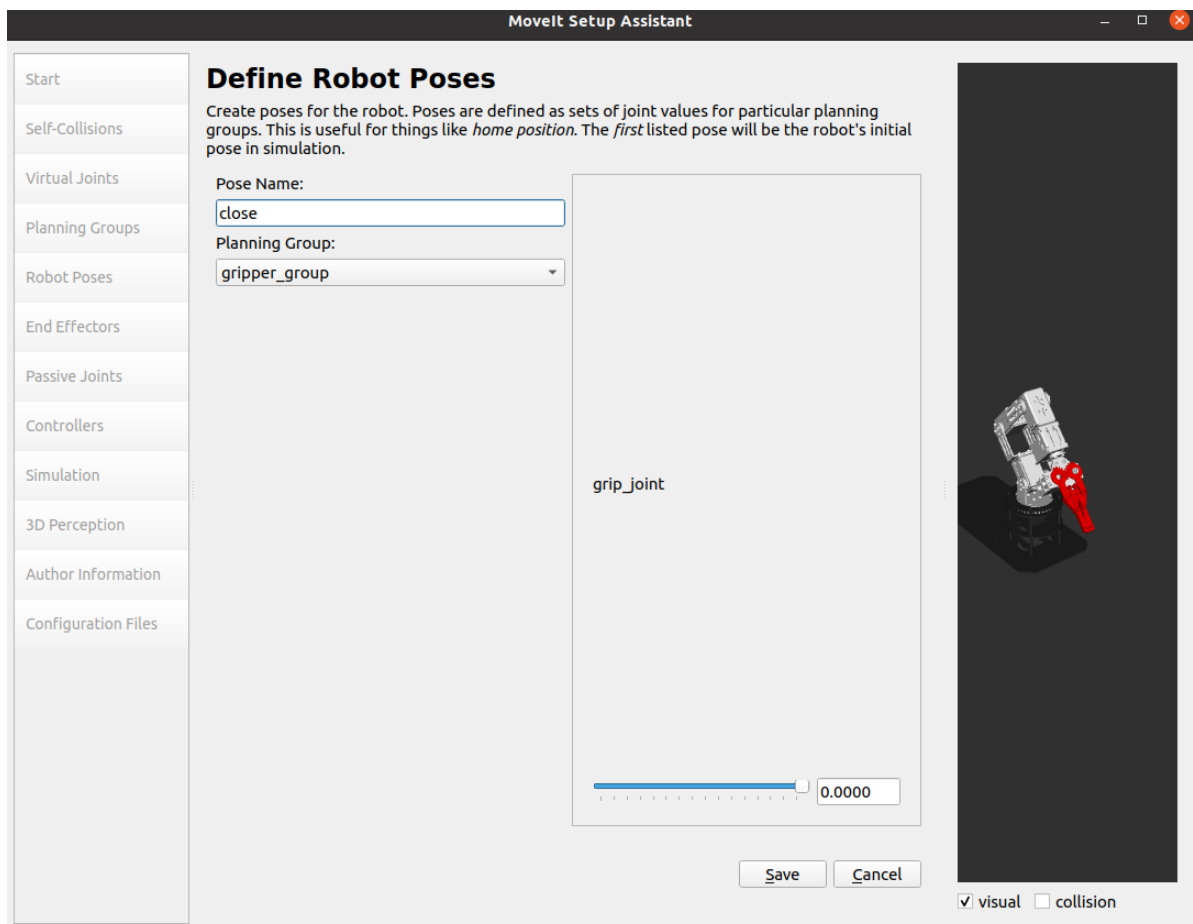 MoveIt Setup Assistant
Start
Self-Collisions
Virtual Joints
Planning Groups
Robot Poses
End Effectors
Passive Joints
Controllers
Simulation
3D Perception
Author Information
Configuration Files
Define Robot Poses
Create poses for the robot. Poses are defined as sets of joint values for particular planning
groups. This is useful for things like home position. The first listed pose will be the robot's initial
pose in simulation.
Pose Name:
close
Planning Group:
gripper_group
grip_joint
0.0000
Save
Cancel
visual
collision